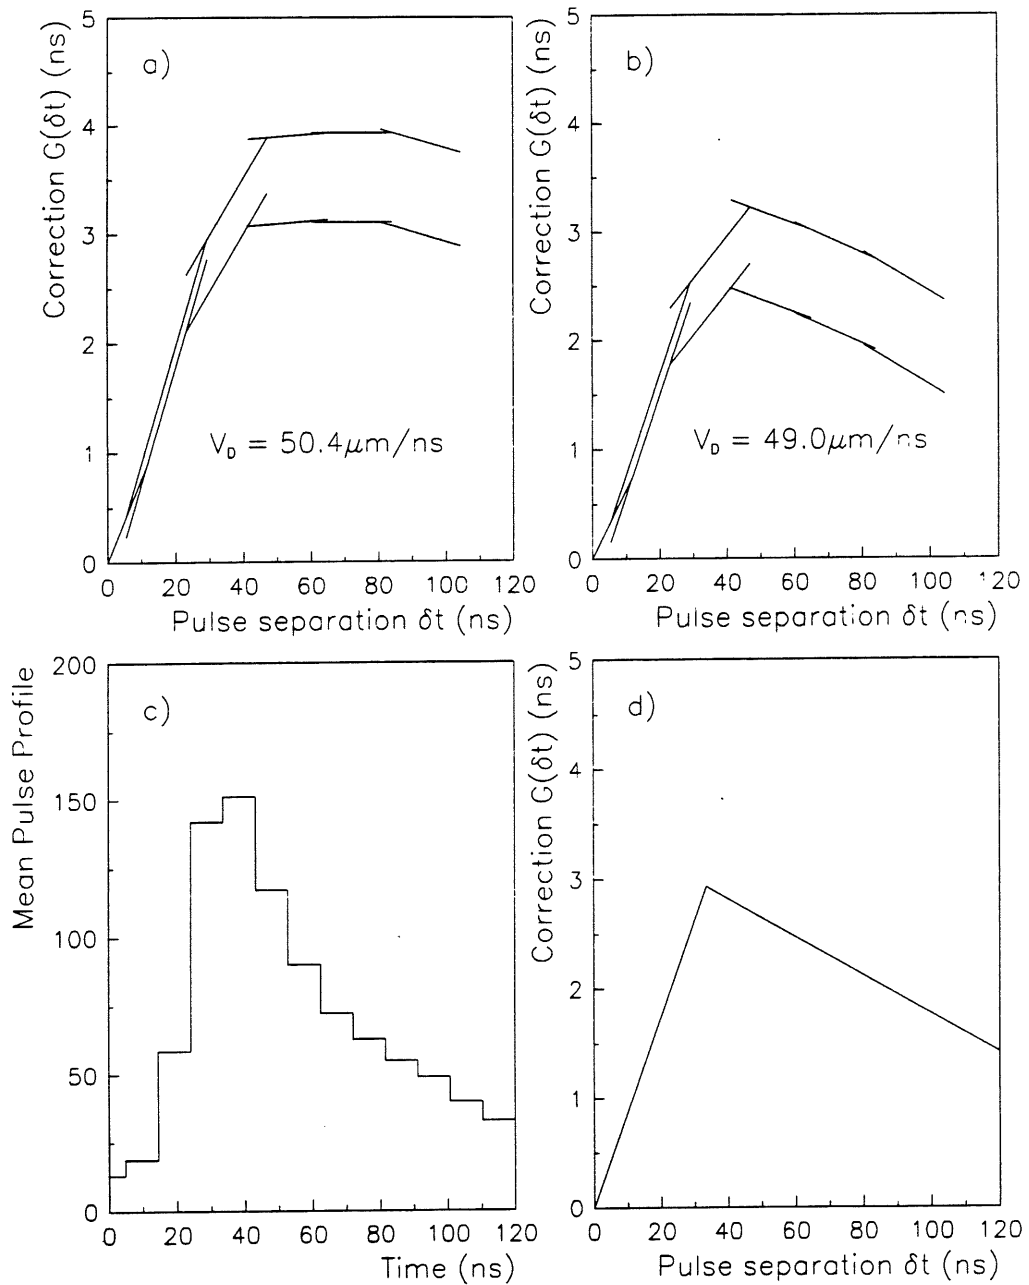 a)
Correction G(δt) (ns)
5
4
3
2
1
0
V_D = 50.4μm/ns
0 20 40 60 80 100 120
Pulse separation δt (ns)
b)
Correction G(δt) (ns)
5
4
3
2
1
0
V_D = 49.0μm/ns
0 20 40 60 80 100 120
Pulse separation δt (ns)
c)
Mean Pulse Profile
200
150
100
50
0
0 20 40 60 80 100 120
Time (ns)
d)
Correction G(δt) (ns)
5
4
3
2
1
0
0 20 40 60 80 100 120
Pulse separation δt (ns)